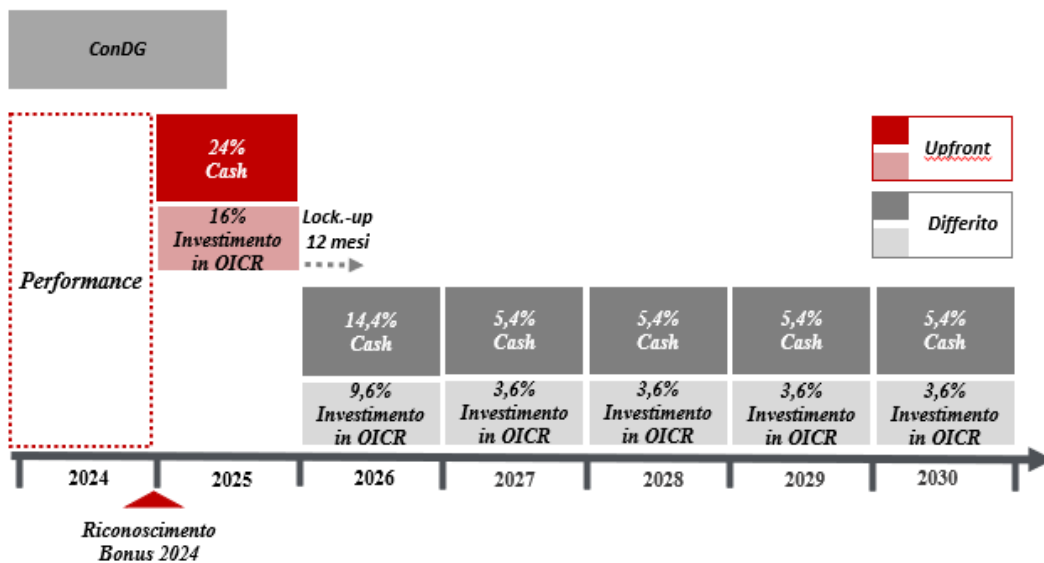 ConDG
24%
Cash
16%
Investimento
in OICR
Lock.-up
12 mesi
Upfront
Differito
Performance
14,4%
Cash
5,4%
Cash
5,4%
Cash
5,4%
Cash
5,4%
Cash
9,6%
Investimento
in OICR
3,6%
Investimento
in OICR
3,6%
Investimento
in OICR
3,6%
Investimento
in OICR
3,6%
Investimento
in OICR
2024
2025
2026
2027
2028
2029
2030
Riconoscimento
Bonus 2024